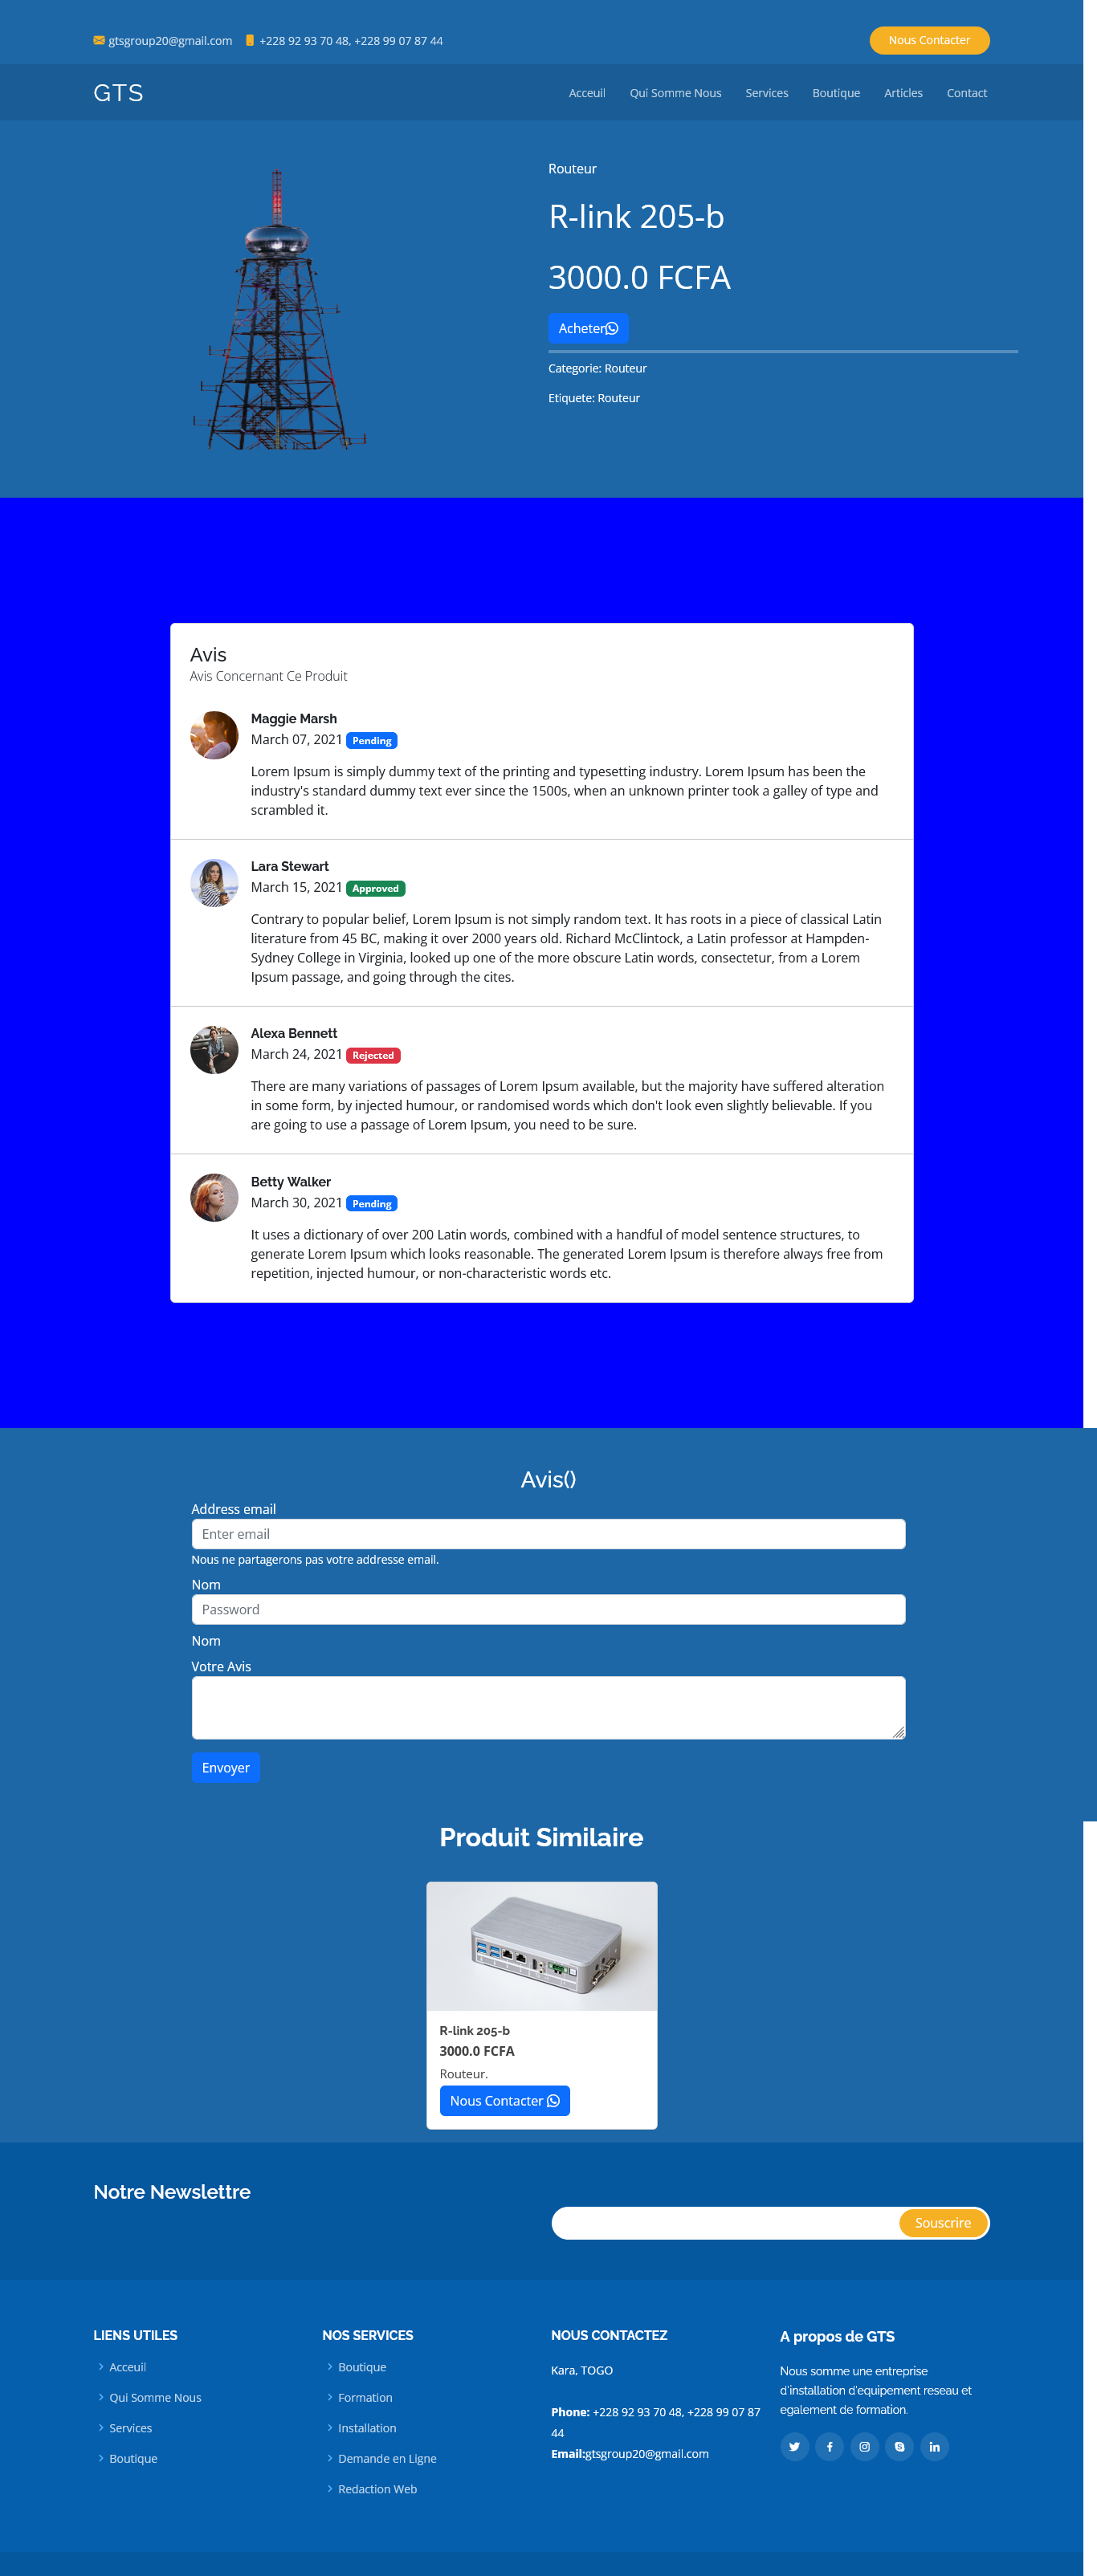 gtsgroup20@gmail.com +228 92 93 70 48, +228 99 07 87 44
Nous Contacter
GTS
Acceuil Qui Somme Nous Services Boutique Articles Contact
Routeur
R-link 205-b
3000.0 FCFA
Acheter
Categorie: Routeur
Etiquete: Routeur
Avis
Avis Concernant Ce Produit
Maggie Marsh
March 07, 2021 Pending
Lorem Ipsum is simply dummy text of the printing and typesetting industry. Lorem Ipsum has been the
industry's standard dummy text ever since the 1500s, when an unknown printer took a galley of type and
scrambled it.
Lara Stewart
March 15, 2021 Approved
Contrary to popular belief, Lorem Ipsum is not simply random text. It has roots in a piece of classical Latin
literature from 45 BC, making it over 2000 years old. Richard McClintock, a Latin professor at Hampden-
Sydney College in Virginia, looked up one of the more obscure Latin words, consectetur, from a Lorem
Ipsum passage, and going through the cites.
Alexa Bennett
March 24, 2021 Rejected
There are many variations of passages of Lorem Ipsum available, but the majority have suffered alteration
in some form, by injected humour, or randomised words which don't look even slightly believable. If you
are going to use a passage of Lorem Ipsum, you need to be sure.
Betty Walker
March 30, 2021 Pending
It uses a dictionary of over 200 Latin words, combined with a handful of model sentence structures, to
generate Lorem Ipsum which looks reasonable. The generated Lorem Ipsum is therefore always free from
repetition, injected humour, or non-characteristic words etc.
Avis()
Address email
Enter email
Nous ne partagerons pas votre addresse email.
Nom
Password
Nom
Votre Avis
Envoyer
Produit Similaire
R-link 205-b
3000.0 FCFA
Routeur.
Nous Contacter
Notre Newslettre
Souscrire
LIENS UTILES
Acceuil
Qui Somme Nous
Services
Boutique
NOS SERVICES
Boutique
Formation
Installation
Demande en Ligne
Redaction Web
NOUS CONTACTEZ
Kara, TOGO
Phone: +228 92 93 70 48, +228 99 07 87
44
Email:gtsgroup20@gmail.com
A propos de GTS
Nous somme une entreprise
d'installation d'equipement reseau et
egalement de formation.